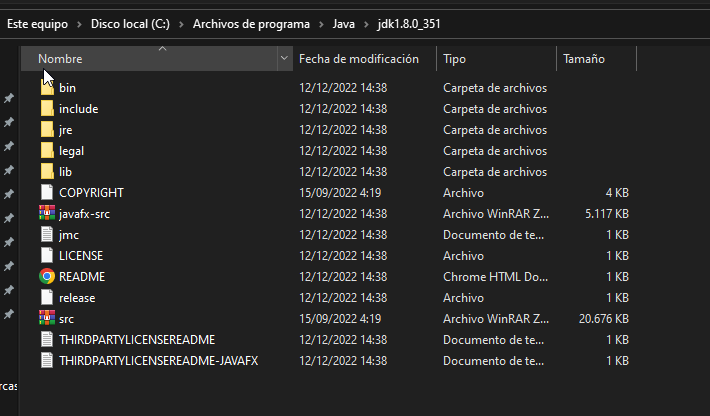 Este equipo > Disco local (C:) > Archivos de programa > Java > jdk1.8.0_351
Nombre Fecha de modificación Tipo Tamaño
bin 12/12/2022 14:38 Carpeta de archivos
include 12/12/2022 14:38 Carpeta de archivos
jre 12/12/2022 14:38 Carpeta de archivos
legal 12/12/2022 14:38 Carpeta de archivos
lib 12/12/2022 14:38 Carpeta de archivos
COPYRIGHT 15/09/2022 4:19 Archivo 4 KB
javafx-src 12/12/2022 14:38 Archivo WinRAR Z... 5.117 KB
jmc 12/12/2022 14:38 Documento de te... 1 KB
LICENSE 12/12/2022 14:38 Archivo 1 KB
README 12/12/2022 14:38 Chrome HTML Do... 1 KB
release 12/12/2022 14:38 Archivo 1 KB
src 15/09/2022 4:19 Archivo WinRAR Z... 20.676 KB
THIRDPARTYLICENSEREADME 12/12/2022 14:38 Documento de te... 1 KB
THIRDPARTYLICENSEREADME-JAVAFX 12/12/2022 14:38 Documento de te... 1 KB
rcas